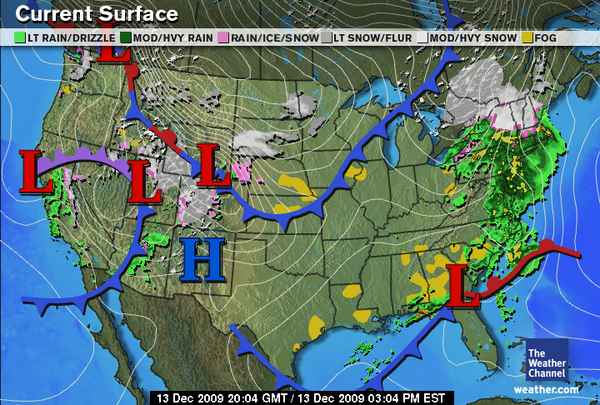 Current Surface
LT RAIN/DRIZZLE MOD/HVY RAIN RAIN/ICE/SNOW LT SNOW/FLUR MOD/HVY SNOW FOG
L
L
L
L
H
L
The
Weather
Channel
weather.com
13 Dec 2009 20:04 GMT / 13 Dec 2009 03:04 PM EST